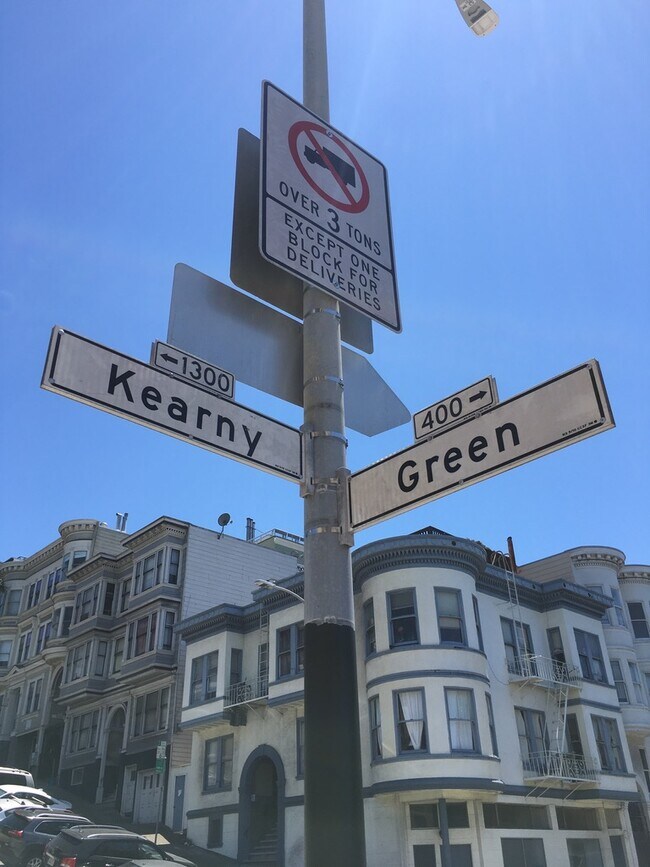 OVER 3 TONS
EXCEPT ONE
BLOCK FOR
DELIVERIES
←1300
Kearny
400→
Green